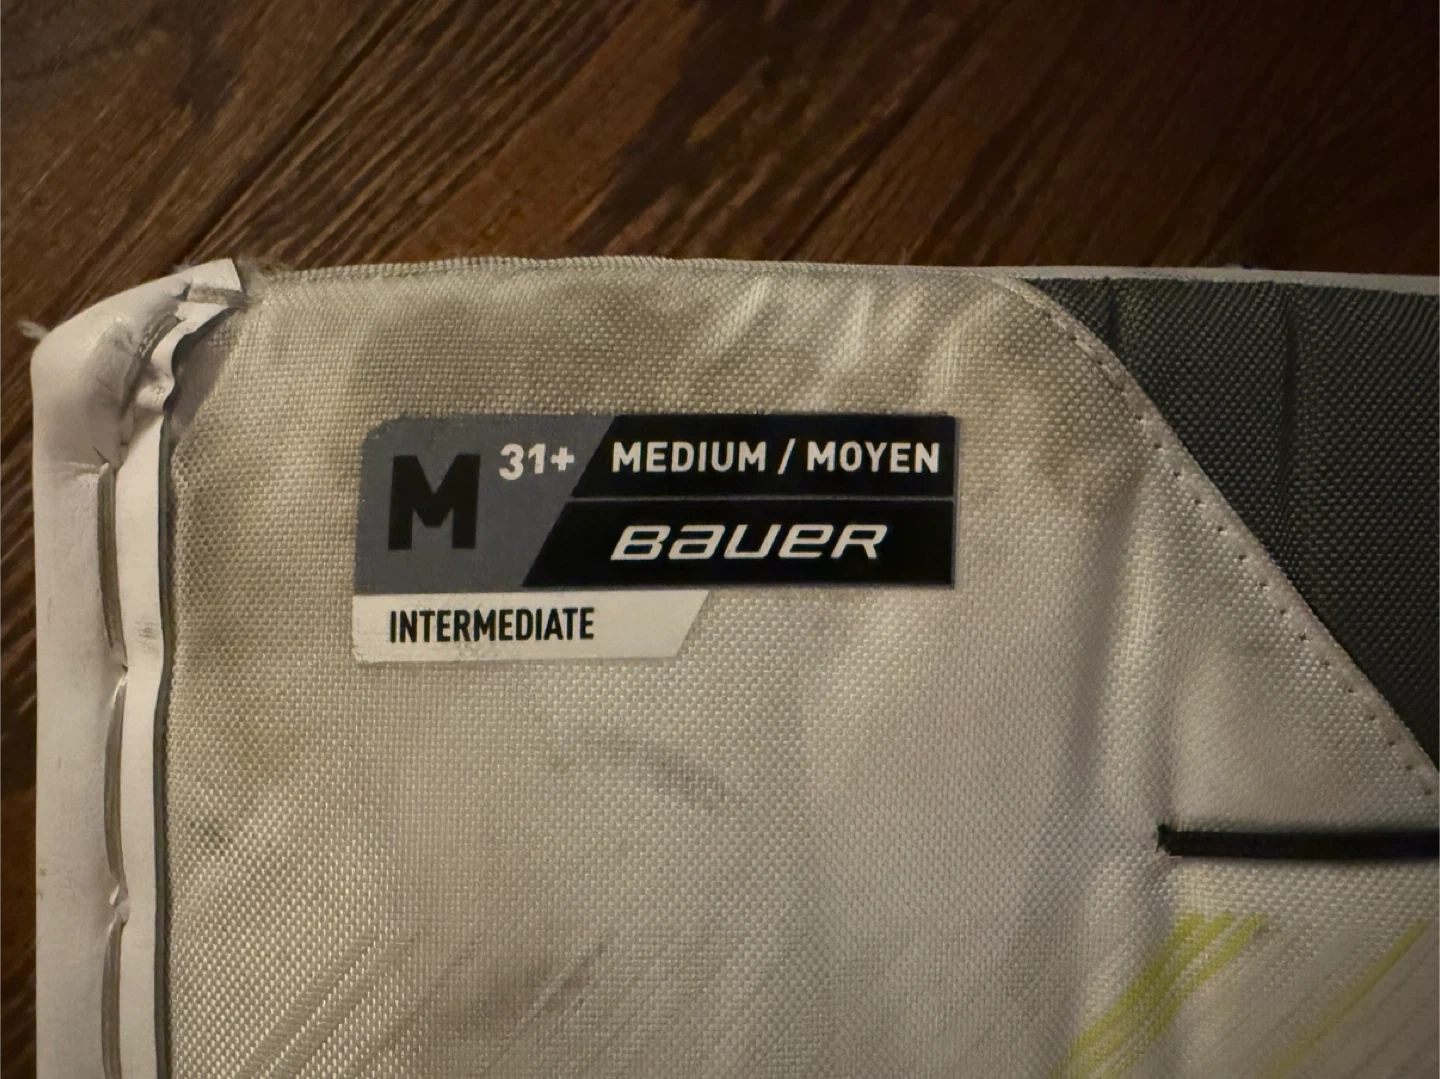 M 31+ MEDIUM / MOYEN
BAUER
INTERMEDIATE